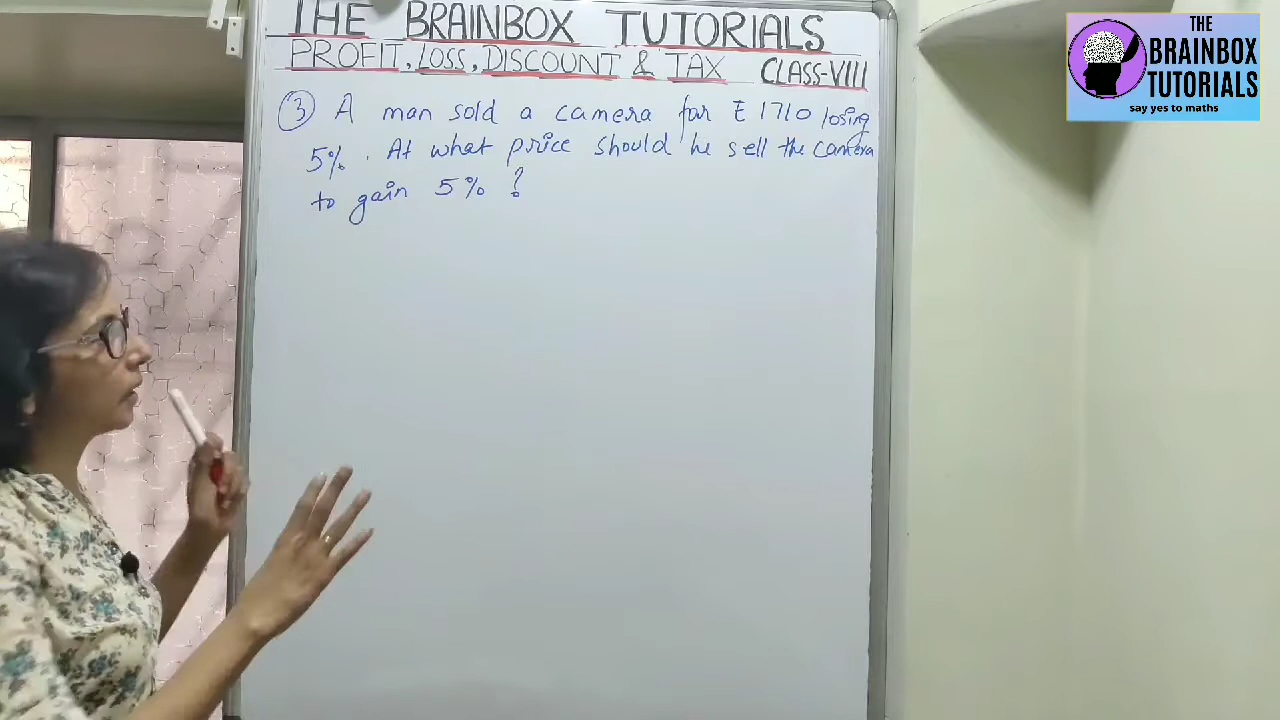 THE BRAINBOX TUTORIALS
PROFIT, LOSS, DISCOUNT & TAX CLASS-VIII
③ A man sold a camera for ₹ 1710 losing
5%. At what price should he sell the camera
to gain 5%?
THE
BRAINBOX
TUTORIALS
say yes to maths